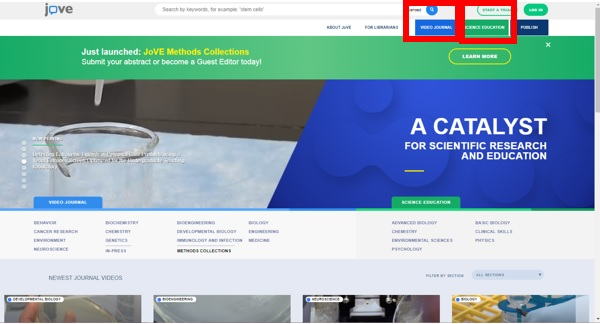 jove
Search by keywords, for example: 'stem cells'
START A TRIAL
LOG IN
ABOUT JoVE
FOR LIBRARIANS
VIDEO JOURNAL
SCIENCE EDUCATION
PUBLISH
Just launched: JoVE Methods Collections
Submit your abstract or become a Guest Editor today!
LEARN MORE
A CATALYST
FOR SCIENTIFIC RESEARCH
AND EDUCATION
VIDEO JOURNAL
SCIENCE EDUCATION
BEHAVIOR
BIOCHEMISTRY
BIOENGINEERING
BIOLOGY
CANCER RESEARCH
CHEMISTRY
DEVELOPMENTAL BIOLOGY
ENGINEERING
ENVIRONMENT
GENETICS
IMMUNOLOGY AND INFECTION
MEDICINE
NEUROSCIENCE
IN-PRESS
METHODS COLLECTIONS
ADVANCED BIOLOGY
BASIC BIOLOGY
CHEMISTRY
CLINICAL SKILLS
ENVIRONMENTAL SCIENCES
PHYSICS
PSYCHOLOGY
NEWEST JOURNAL VIDEOS
FILTER BY SECTION
ALL SECTIONS
DEVELOPMENTAL BIOLOGY
BIOENGINEERING
NEUROSCIENCE
BIOLOGY